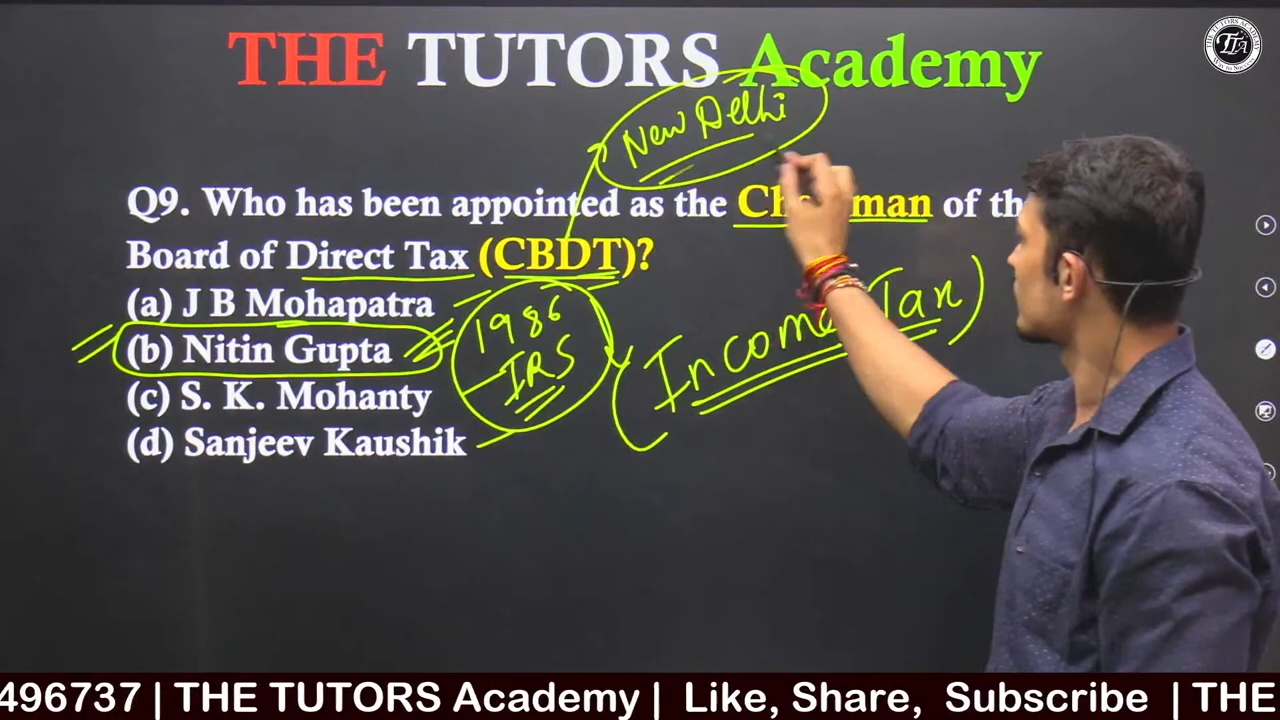 THE TUTORS Academy
New Delhi
Q9. Who has been appointed as the man of th
Board of Direct Tax (CBDT)?
(a) J B Mohapatra
(b) Nitin Gupta
1986
IRS
(Income Tax)
(c) S. K. Mohanty
(d) Sanjeev Kaushik
496737 | THE TUTORS Academy | Like, Share, Subscribe | THE